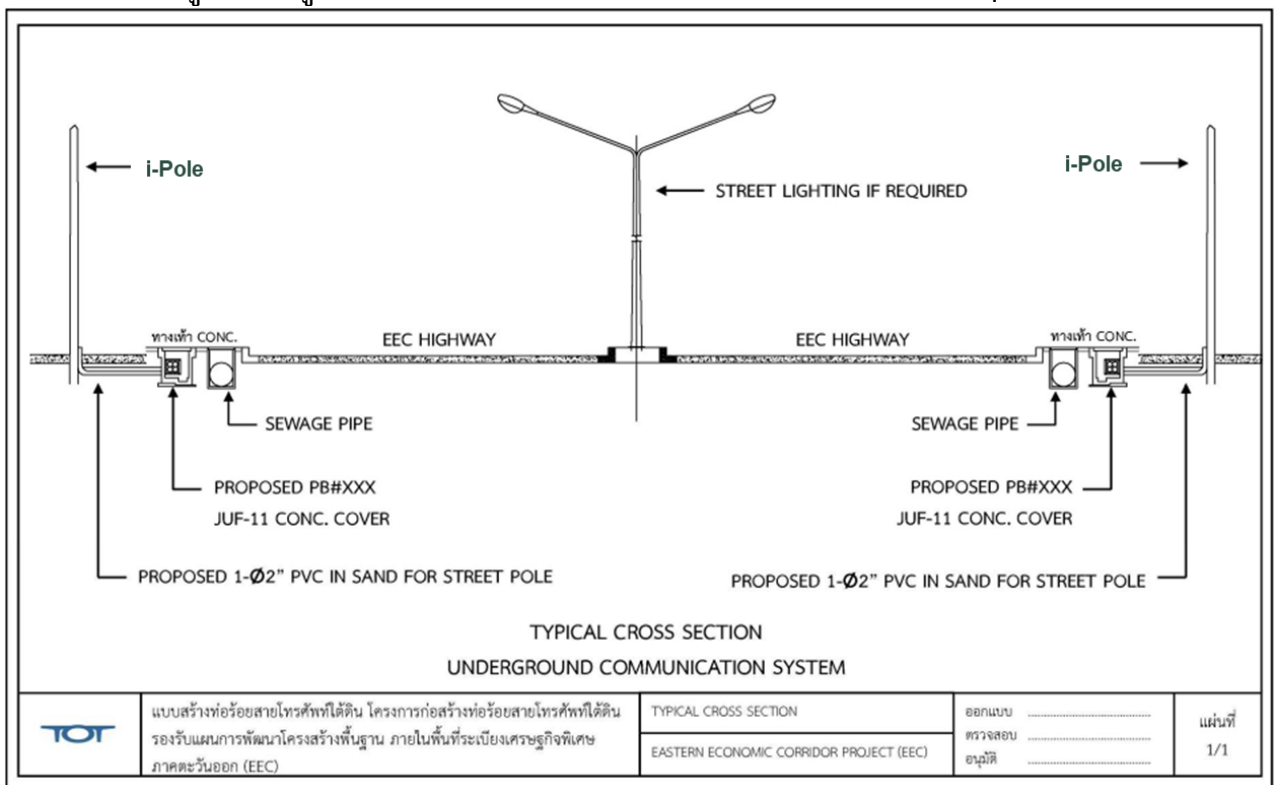 i-Pole
i-Pole
STREET LIGHTING IF REQUIRED
ทางเท้า CONC.
EEC HIGHWAY
EEC HIGHWAY
ทางเท้า CONC.
SEWAGE PIPE
SEWAGE PIPE
PROPOSED PB#XXX
JUF-11 CONC. COVER
PROPOSED PB#XXX
JUF-11 CONC. COVER
PROPOSED 1-Ø2” PVC IN SAND FOR STREET POLE
PROPOSED 1-Ø2” PVC IN SAND FOR STREET POLE
TYPICAL CROSS SECTION
UNDERGROUND COMMUNICATION SYSTEM
TOT
แบบสร้างท่อร้อยสายโทรศัพท์ใต้ดิน โครงการก่อสร้างท่อร้อยสายโทรศัพท์ใต้ดิน
รองรับแผนการพัฒนาโครงสร้างพื้นฐาน ภายในพื้นที่ระเบียงเศรษฐกิจพิเศษ
ภาคตะวันออก (EEC)
TYPICAL CROSS SECTION
EASTERN ECONOMIC CORRIDOR PROJECT (EEC)
ออกแบบ
ตรวจสอบ
อนุมัติ
แผ่นที่
1/1